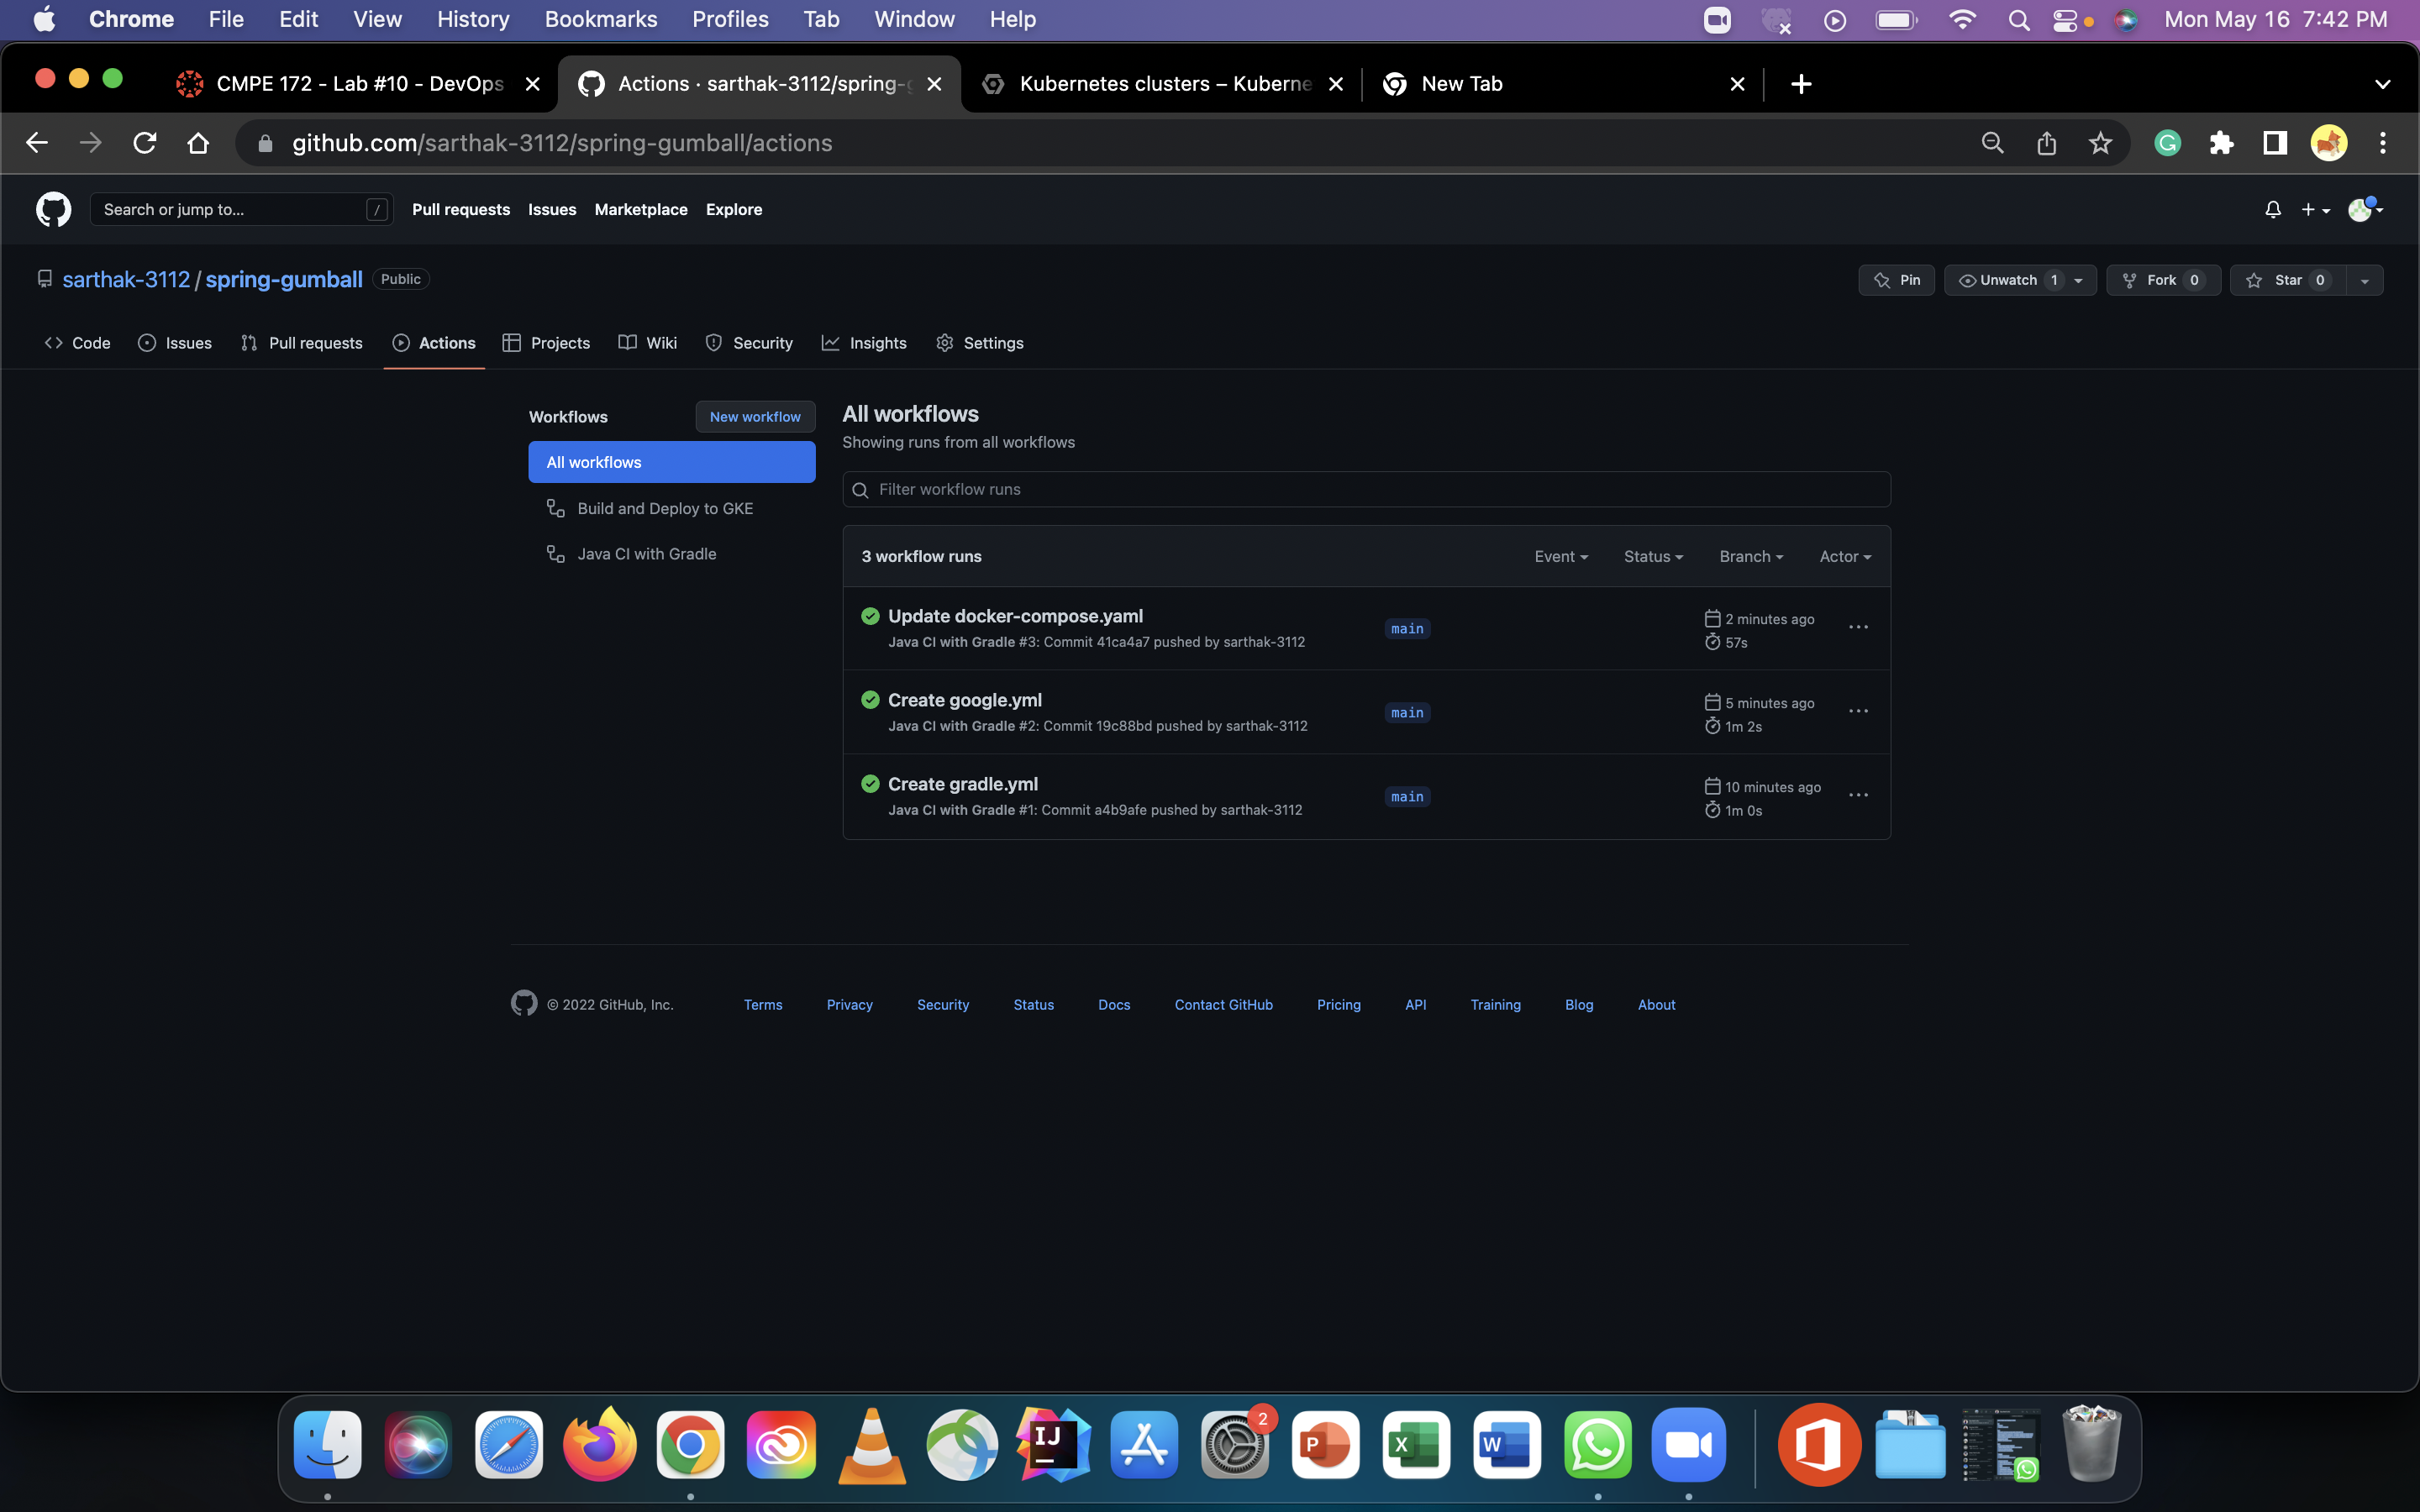 Chrome File Edit View History Bookmarks Profiles Tab Window Help Mon May 16 7:42 PM
CMPE 172 - Lab #10 - DevOps Actions · sarthak-3112/spring-g Kubernetes clusters – Kuberne New Tab
github.com/sarthak-3112/spring-gumball/actions
Search or jump to... / Pull requests Issues Marketplace Explore
sarthak-3112 / spring-gumball Public Pin Unwatch 1 Fork 0 Star 0
Code Issues Pull requests Actions Projects Wiki Security Insights Settings
Workflows New workflow
All workflows
Build and Deploy to GKE
Java CI with Gradle
All workflows
Showing runs from all workflows
Filter workflow runs
3 workflow runs Event Status Branch Actor
Update docker-compose.yaml main 2 minutes ago
Java CI with Gradle #3: Commit 41ca4a7 pushed by sarthak-3112 57s
Create google.yml main 5 minutes ago
Java CI with Gradle #2: Commit 19c88bd pushed by sarthak-3112 1m 2s
Create gradle.yml main 10 minutes ago
Java CI with Gradle #1: Commit a4b9afe pushed by sarthak-3112 1m 0s
© 2022 GitHub, Inc. Terms Privacy Security Status Docs Contact GitHub Pricing API Training Blog About
IJ 2 P X W